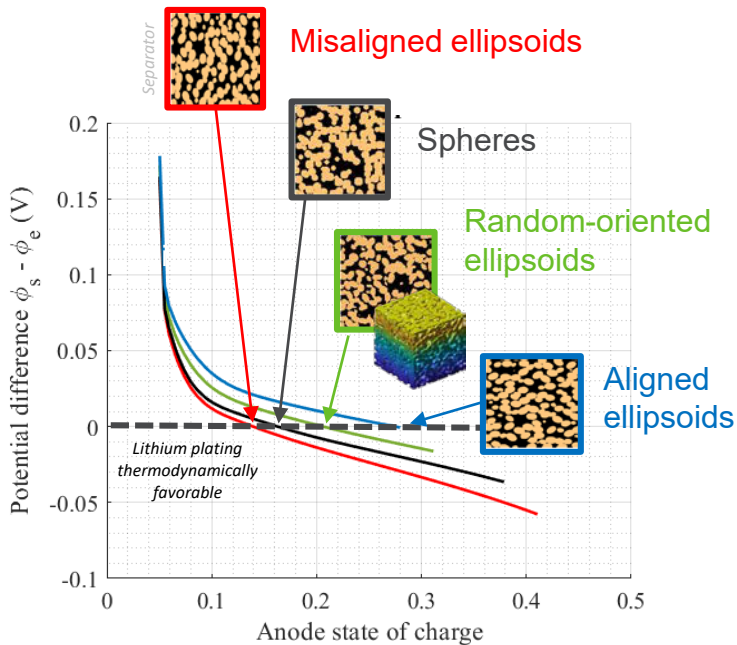 Separator
Misaligned ellipsoids
Spheres
Random-oriented
ellipsoids
Aligned
ellipsoids
Potential difference ϕs - ϕe (V)
0.2
0.15
0.1
0.05
0
-0.05
-0.1
Lithium plating
thermodynamically
favorable
0
0.1
0.2
0.3
0.4
0.5
Anode state of charge